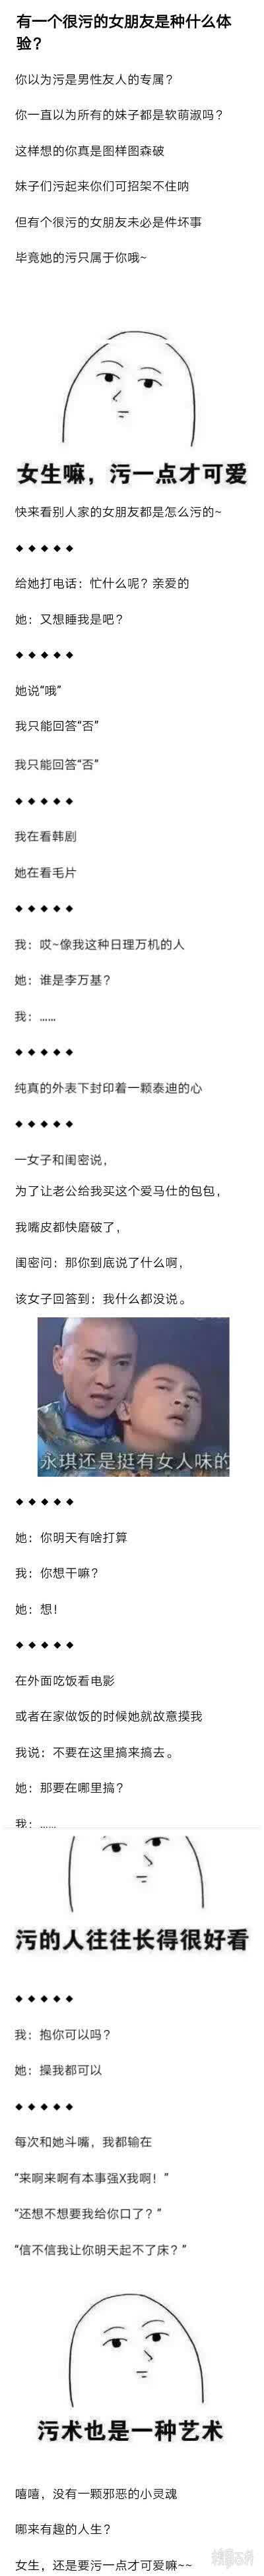 有一个很污的女朋友是种什么体
验？
你以为污是男性友人的专属？
你一直以为所有的妹子都是软萌淑吗？
这样想的你真是图样图森破
妹子们污起来你们可招架不住呐
但有个很污的女朋友未必是件坏事
毕竟她的污只属于你哦~
女生嘛，污一点才可爱
快来看别人家的女朋友都是怎么污的~
◆ ◆ ◆ ◆ ◆
给她打电话：忙什么呢？亲爱的
她：又想睡我是吧？
◆ ◆ ◆ ◆ ◆
她说“哦”
我只能回答“否”
我只能回答“否”
◆ ◆ ◆ ◆ ◆
我在看韩剧
她在看毛片
◆ ◆ ◆ ◆ ◆
我：哎~像我这种日理万机的人
她：谁是李万基？
我：……
◆ ◆ ◆ ◆ ◆
纯真的外表下封印着一颗泰迪的心
◆ ◆ ◆ ◆ ◆
一女子和闺密说，
为了让老公给我买这个爱马仕的包包，
我嘴皮都快磨破了，
闺密问：那你到底说了什么啊，
该女子回答到：我什么都没说。
永琪还是挺有女人味的
◆ ◆ ◆ ◆ ◆
她：你明天有啥打算
我：你想干嘛？
她：想！
◆ ◆ ◆ ◆ ◆
在外面吃饭看电影
或者在家做饭的时候她就故意摸我
我说：不要在这里搞来搞去。
她：那要在哪里搞？
我：……
污的人往往长得很好看
◆ ◆ ◆ ◆ ◆
我：抱你可以吗？
她：操我都可以
◆ ◆ ◆ ◆ ◆
每次和她斗嘴，我都输在
“来啊来啊有本事强X我啊！”
“还想不想要我给你口了？”
“信不信我让你明天起不了床？”
污术也是一种艺术
嘻嘻，没有一颗邪恶的小灵魂
哪来有趣的人生？
女生，还是要污一点才可爱嘛~~